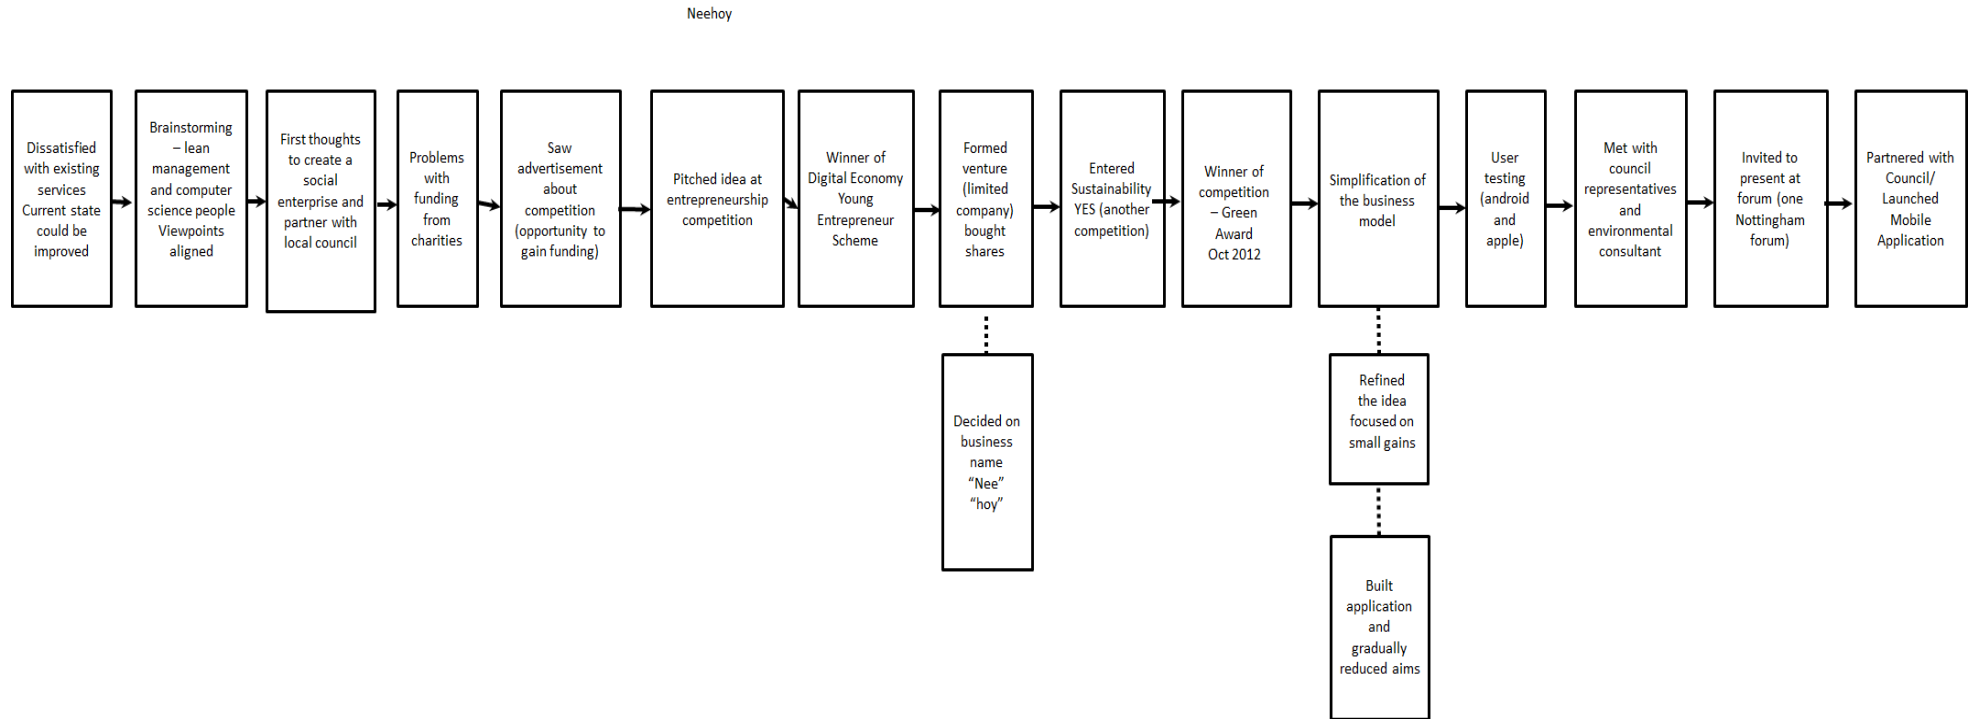 Neehoy
Dissatisfied
with existing
services
Current state
could be
improved
Brainstorming
– lean
management
and computer
science people
Viewpoints
aligned
First thoughts
to create a
social
enterprise and
partner with
local council
Problems
with
funding
from
charities
Saw
advertisement
about
competition
(opportunity to
gain funding)
Pitched idea at
entrepreneurship
competition
Winner of
Digital Economy
Young
Entrepreneur
Scheme
Formed
venture
(limited
company)
bought
shares
Entered
Sustainability
YES (another
competition)
Winner of
competition
– Green
Award
Oct 2012
Simplification of
the business
model
User
testing
(android
and
apple)
Met with
council
representatives
and
environmental
consultant
Invited to
present at
forum (one
Nottingham
forum)
Partnered with
Council/
Launched
Mobile
Application
Decided on
business
name
“Nee”
“hoy”
Refined
the idea
focused on
small gains
Built
application
and
gradually
reduced aims